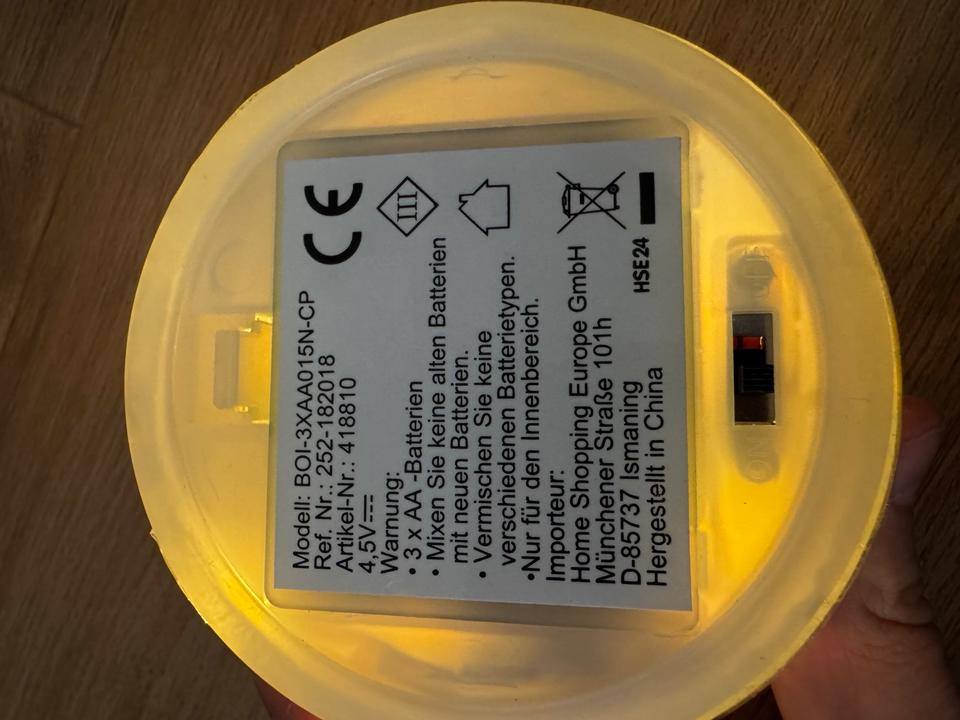 Modell: BOI-3XAA015N-CP
Ref. Nr.: 252-182018
Artikel-Nr.: 418810
4,5V⎓
Warnung:
• 3 x AA -Batterien
• Mixen Sie keine alten Batterien
mit neuen Batterien.
• Vermischen Sie keine
verschiedenen Batterietypen.
•Nur für den Innenbereich.
Importeur:
Home Shopping Europe GmbH
Münchener Straße 101h
D-85737 Ismaning
Hergestellt in China
CE
III
HSE24
ON